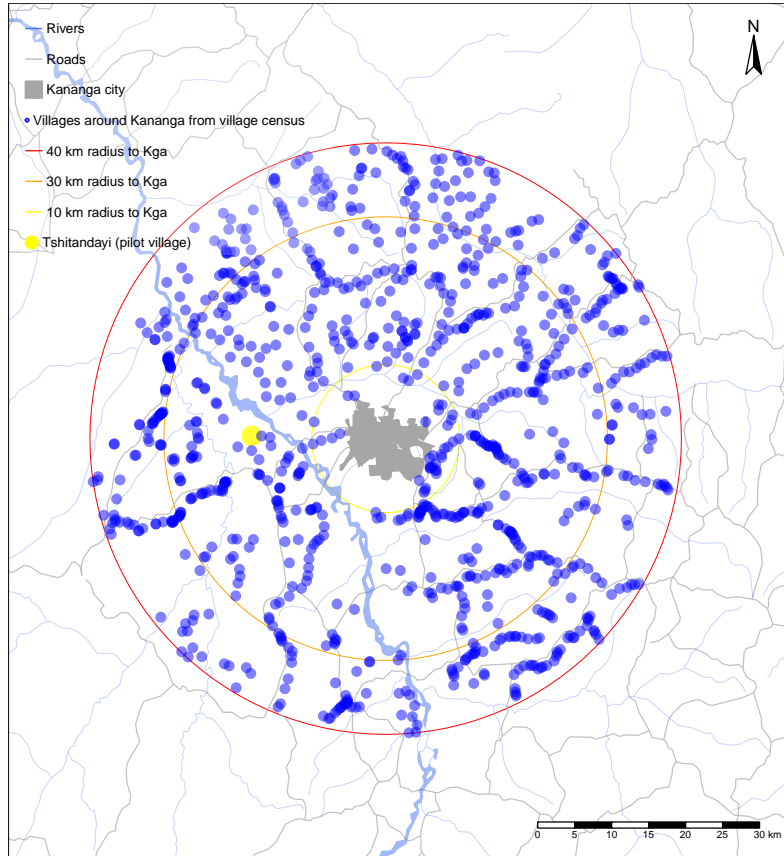 Rivers
Roads
Kananga city
Villages around Kananga from village census
40 km radius to Kga
30 km radius to Kga
10 km radius to Kga
Tshitandayi (pilot village)
N
0 5 10 15 20 25 30 km